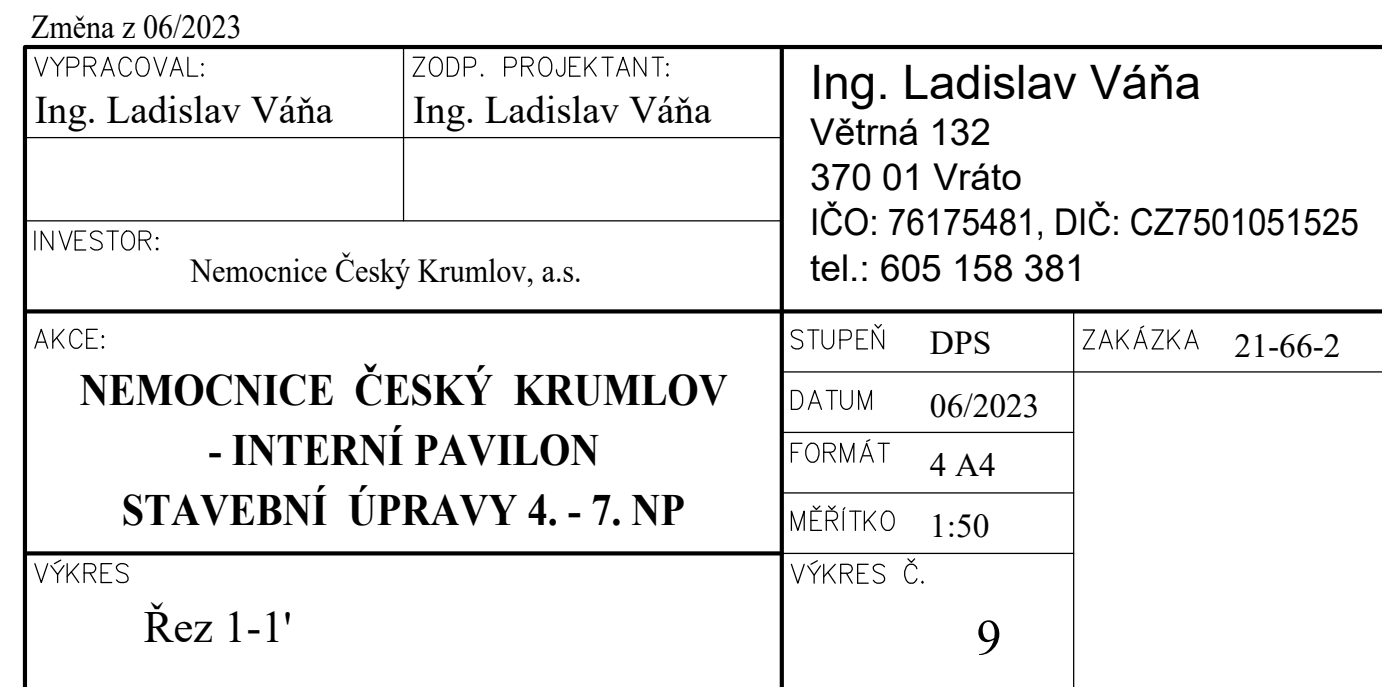 Změna z 06/2023
VYPRACOVAL:
Ing. Ladislav Váňa
ZODP. PROJEKTANT:
Ing. Ladislav Váňa
Ing. Ladislav Váňa
Větrná 132
370 01 Vráto
IČO: 76175481, DIČ: CZ7501051525
tel.: 605 158 381
INVESTOR:
Nemocnice Český Krumlov, a.s.
AKCE:
NEMOCNICE ČESKÝ KRUMLOV
- INTERNÍ PAVILON
STAVEBNÍ ÚPRAVY 4. - 7. NP
STUPEŇ DPS
ZAKÁZKA 21-66-2
DATUM 06/2023
FORMÁT 4 A4
MĚŘÍTKO 1:50
VÝKRES
Řez 1-1'
VÝKRES Č.
9